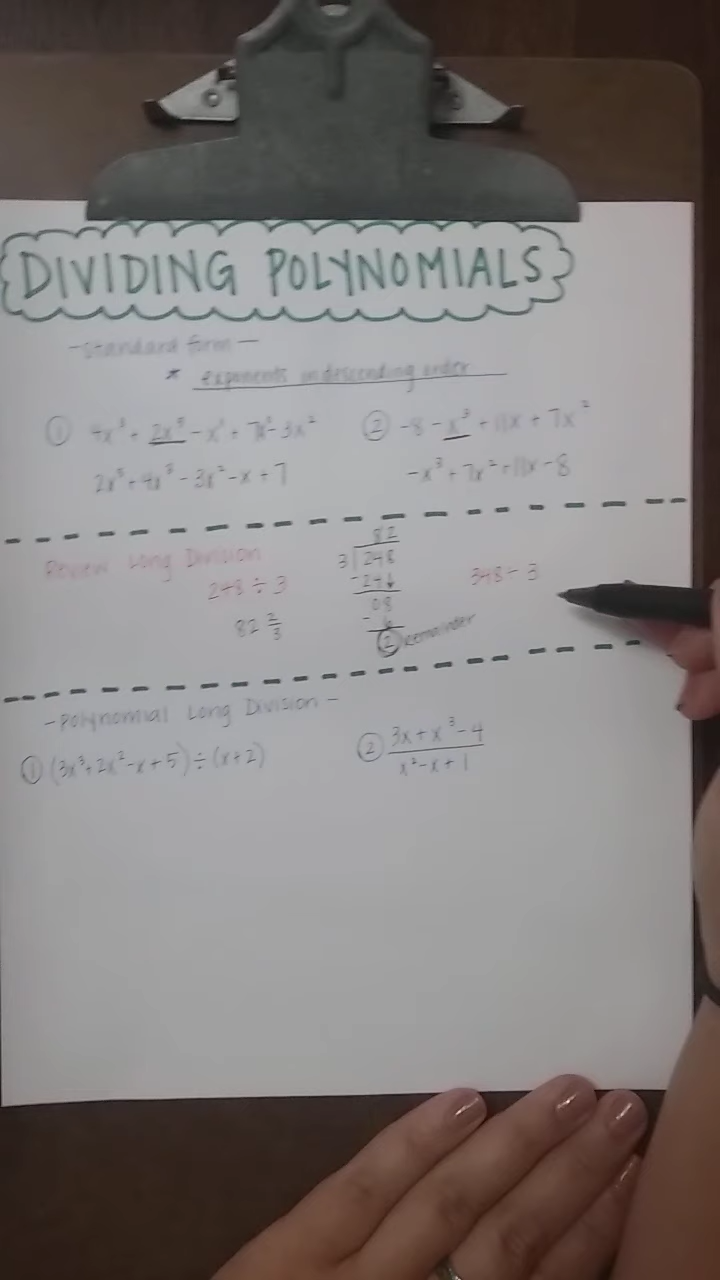 DIVIDING POLYNOMIALS
- Standard form -
* exponents in descending order
① 4x³ + 2x⁵ - x¹ + 7x⁰ - 3x²
2x⁵ + 4x³ - 3x² - x + 7
② -8 - x³ + 11x + 7x²
-x³ + 7x² + 11x - 8
Review Long Division
248 ÷ 3
82 2/3
82
3 248
- 24↓
08
- 6
② remainder
348 - 3
- Polynomial Long Division -
① (3x³ + 2x² - x + 5) ÷ (x + 2)
② 3x + x³ - 4
x² - x + 1